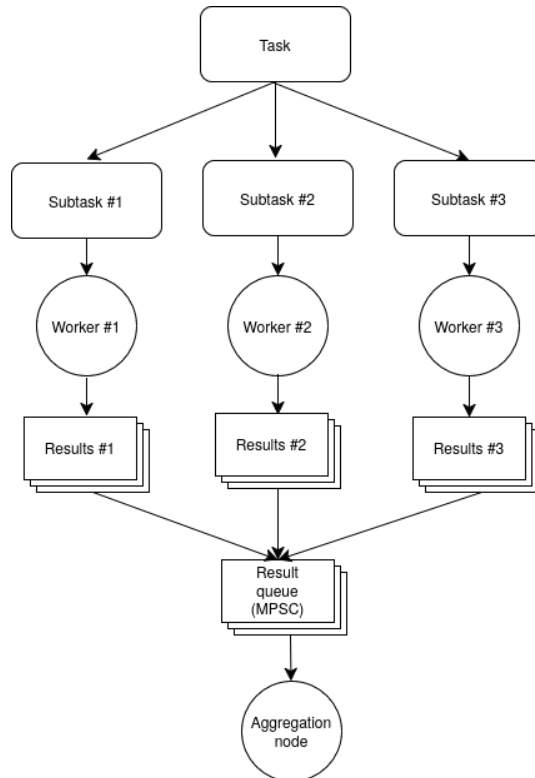 Task
Subtask #1
Subtask #2
Subtask #3
Worker #1
Worker #2
Worker #3
Results #1
Results #2
Results #3
Result
queue
(MPSC)
Aggregation
node